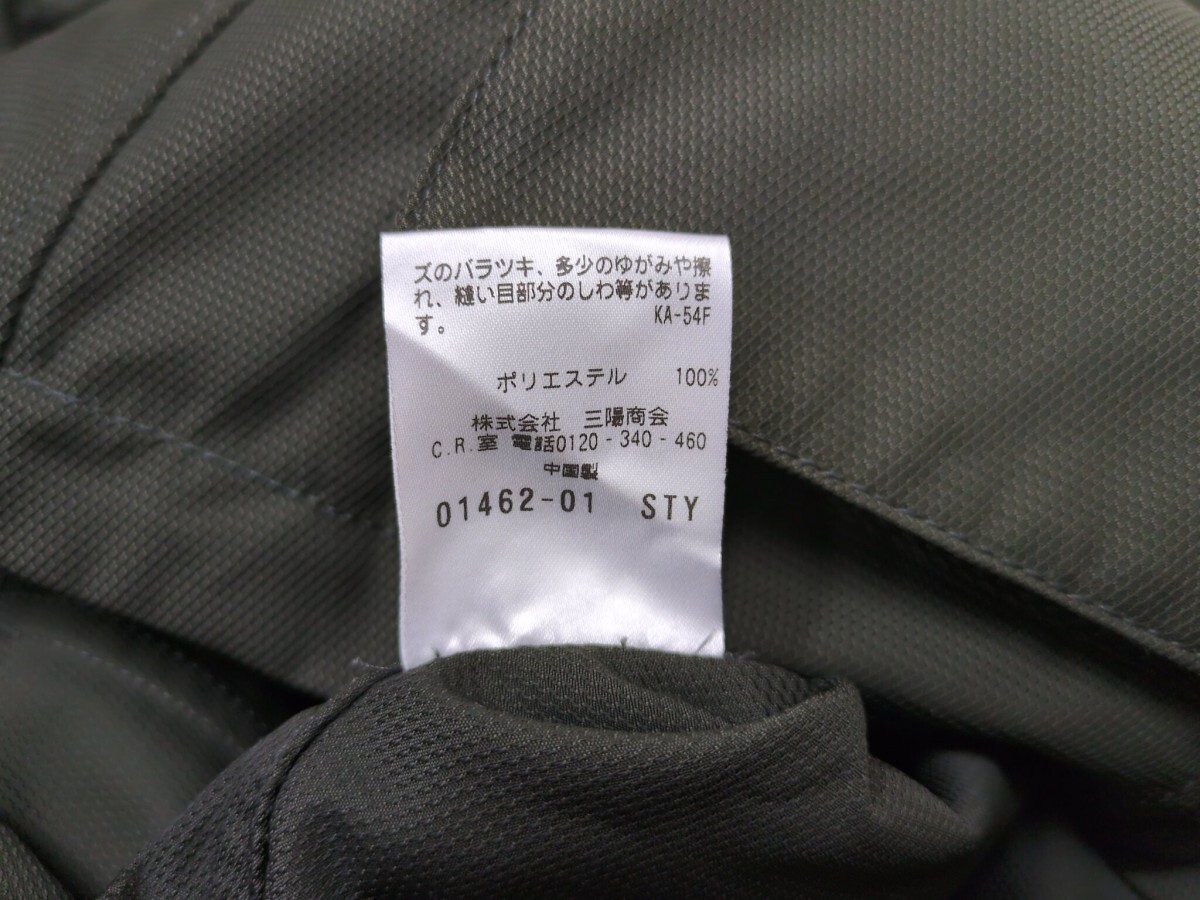 ズのバラツキ、多少のゆがみや擦
れ、縫い目部分のしわ等がありま
す。 KA-54F
ポリエステル 100%
株式会社 三陽商会
C.R.室 電話0120-340-460
中国製
01462-01 STY